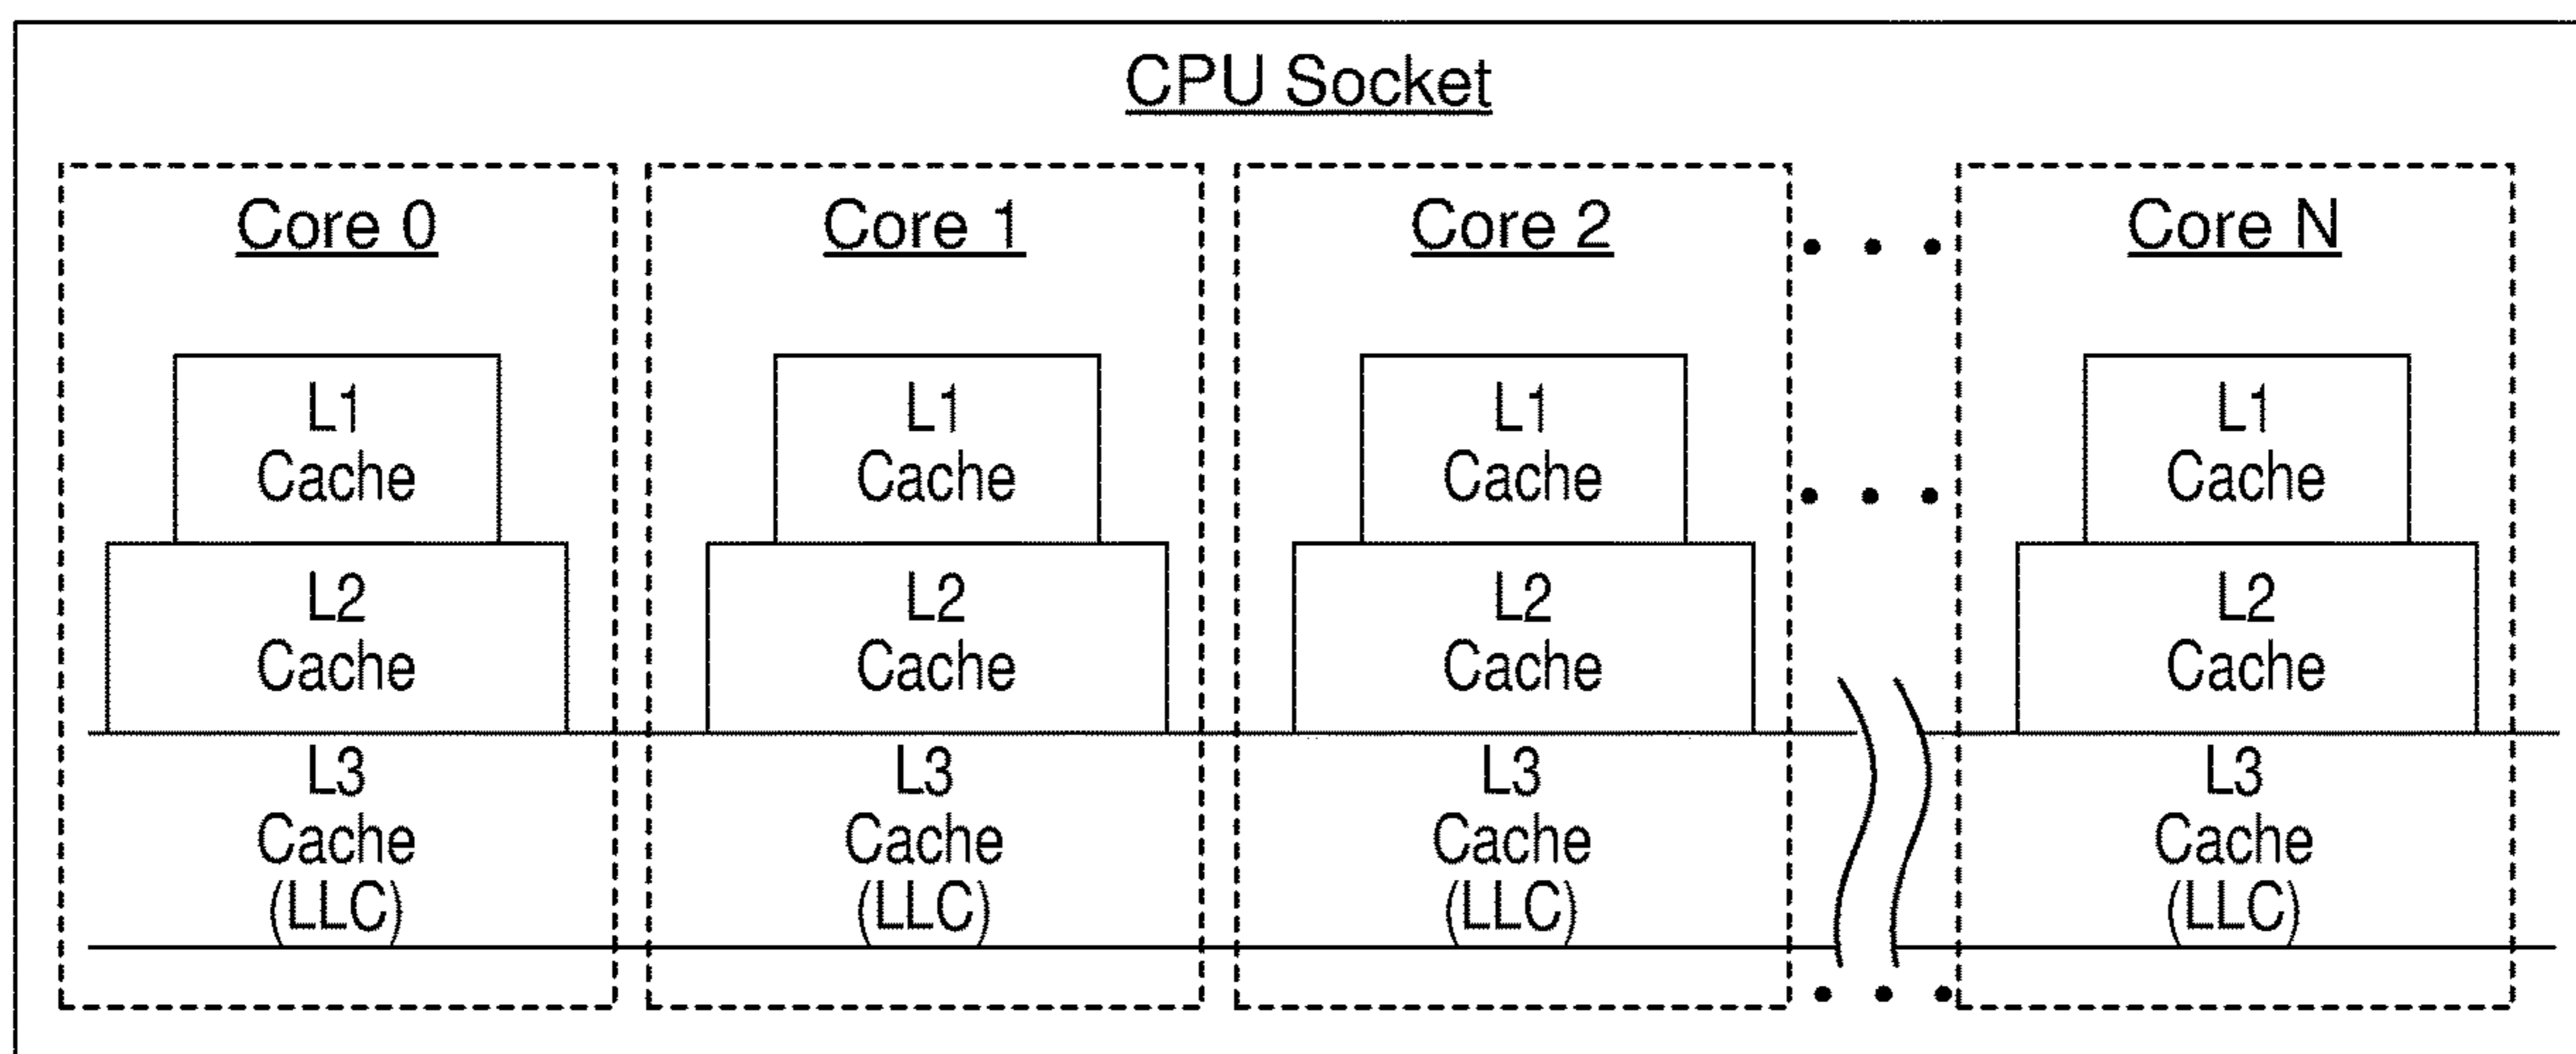 CPU Socket
Core 0
Core 1
Core 2
Core N
L1
Cache
L1
Cache
L1
Cache
L1
Cache
L2
Cache
L2
Cache
L2
Cache
L2
Cache
L3
Cache
(LLC)
L3
Cache
(LLC)
L3
Cache
(LLC)
L3
Cache
(LLC)